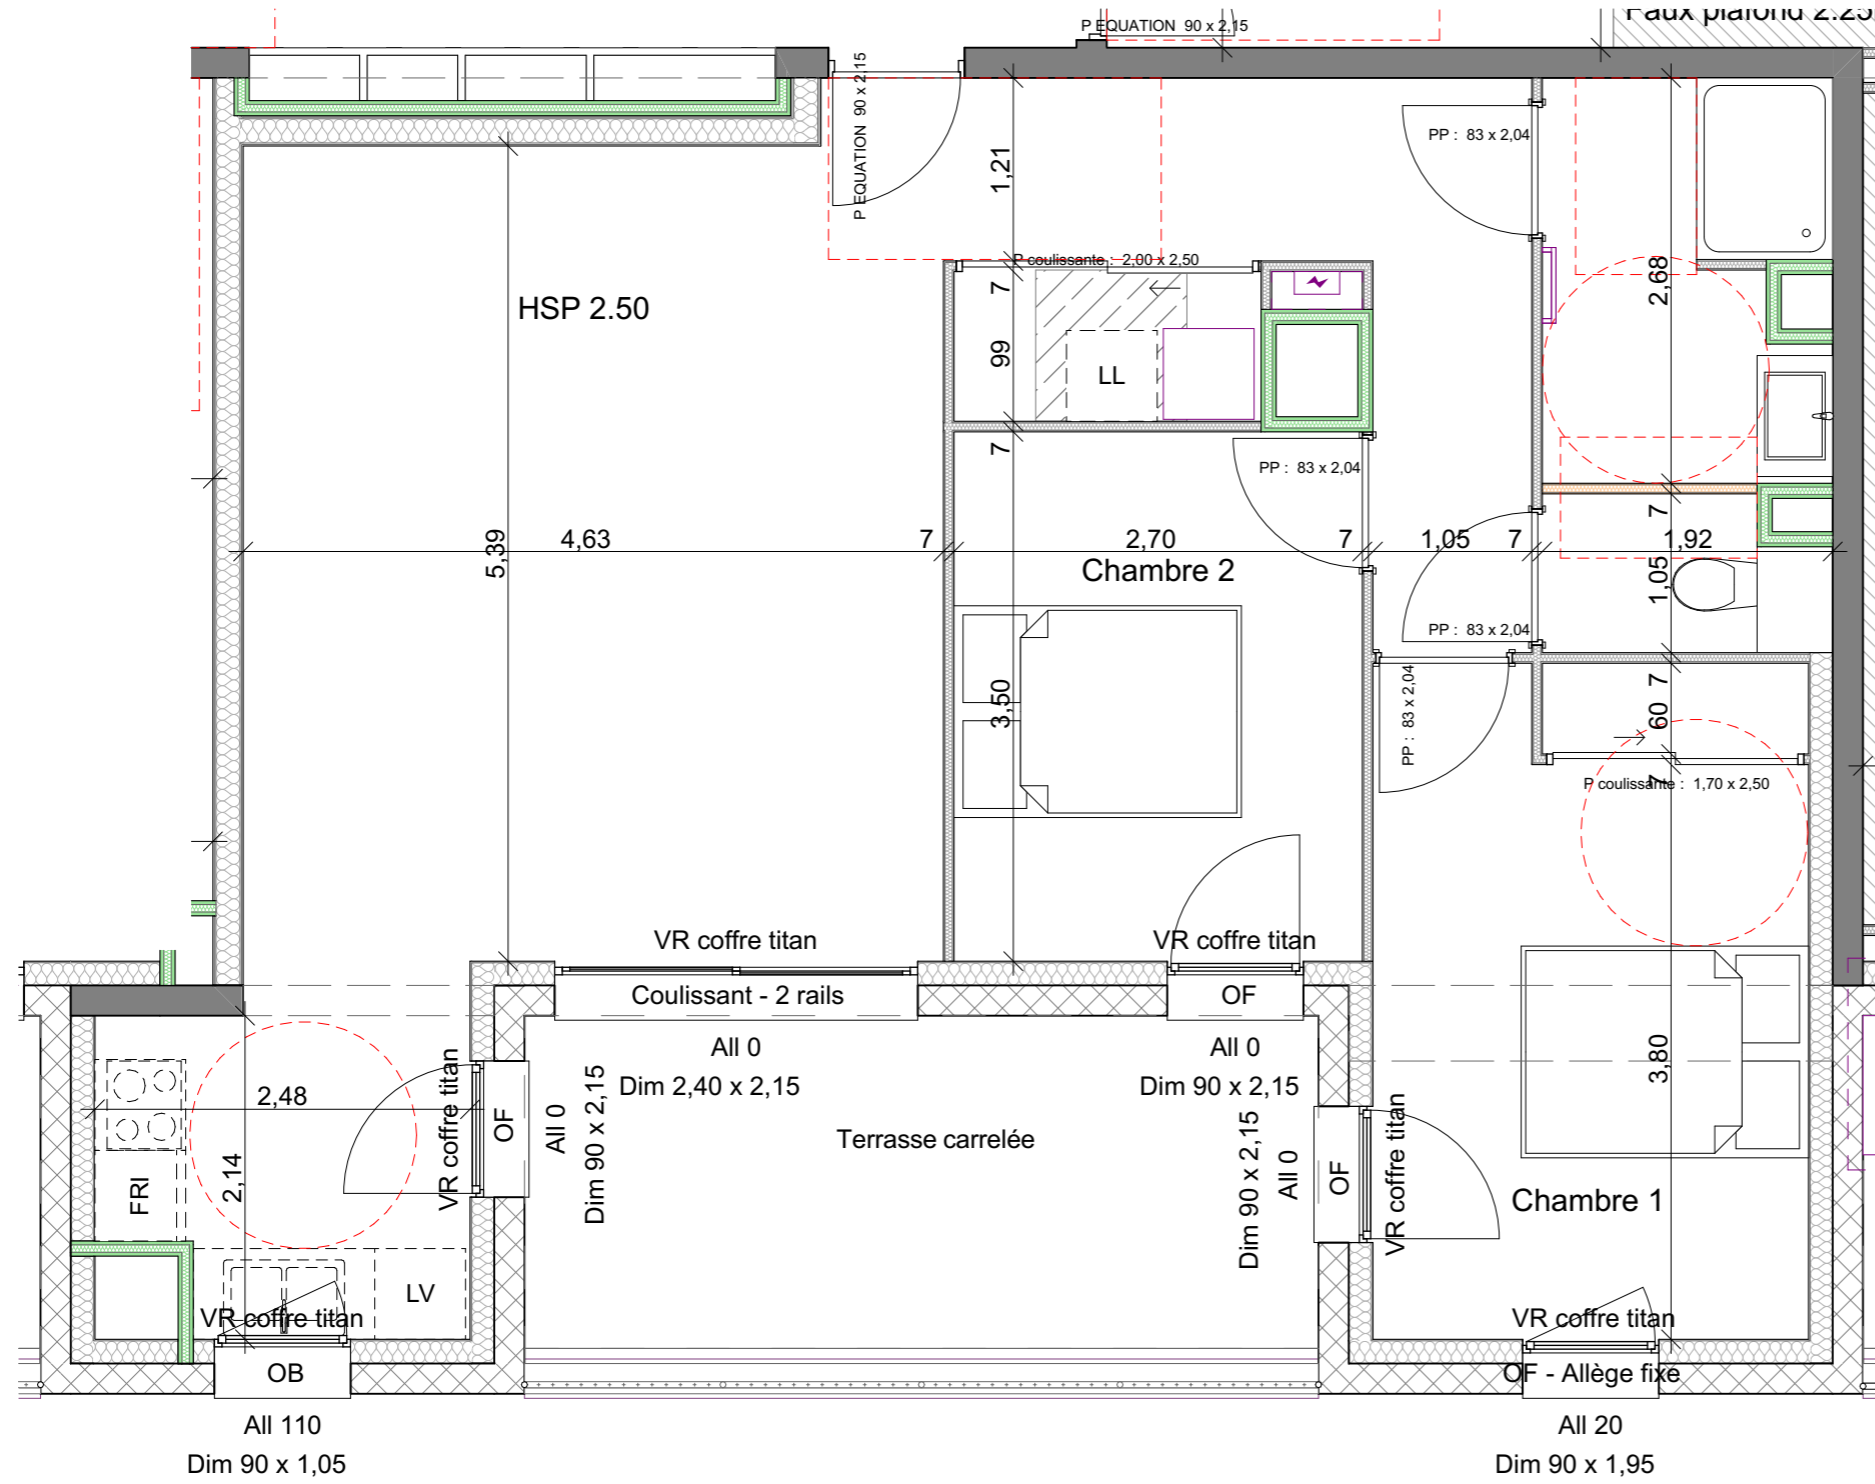 P EQUATION 90 x 2,15
Faux plafond 2.25
P EQUATION 90 x 2,15
PP : 83 x 2,04
1,21
P coulissante : 2,00 x 2,50
7
2,68
HSP 2.50
99
LL
7
PP : 83 x 2,04
7
5,39
4,63
7
2,70
7
1,05
7
1,92
Chambre 2
1,05
PP : 83 x 2,04
3,50
PP : 83 x 2,04
7
60
7
P coulissante : 1,70 x 2,50
VR coffre titan
VR coffre titan
Coulissant - 2 rails
OF
All 0
All 0
Dim 2,40 x 2,15
Dim 90 x 2,15
3,80
2,48
VR coffre titan
OF
All 0
Dim 90 x 2,15
Terrasse carrelée
Dim 90 x 2,15
All 0
OF
VR coffre titan
2,14
FRI
Chambre 1
LV
VR coffre titan
VR coffre titan
OB
OF - Allège fixe
All 110
All 20
Dim 90 x 1,05
Dim 90 x 1,95